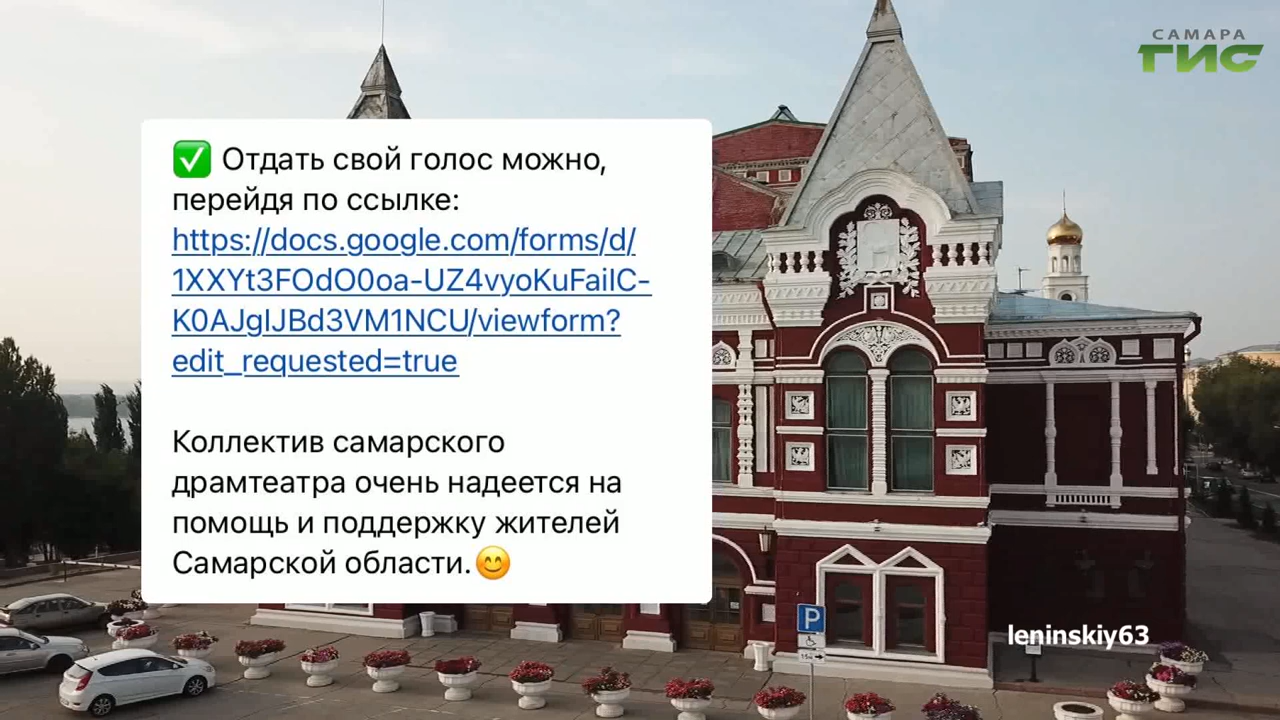 САМАРА
ГИС
✅ Отдать свой голос можно,
перейдя по ссылке:
https://docs.google.com/forms/d/
1XXYt3FOdO0oa-UZ4vyoKuFailC-
K0AJgIJBd3VM1NCU/viewform?
edit_requested=true
Коллектив самарского
драмтеатра очень надеется на
помощь и поддержку жителей
Самарской области.😊
P
leninskiy63